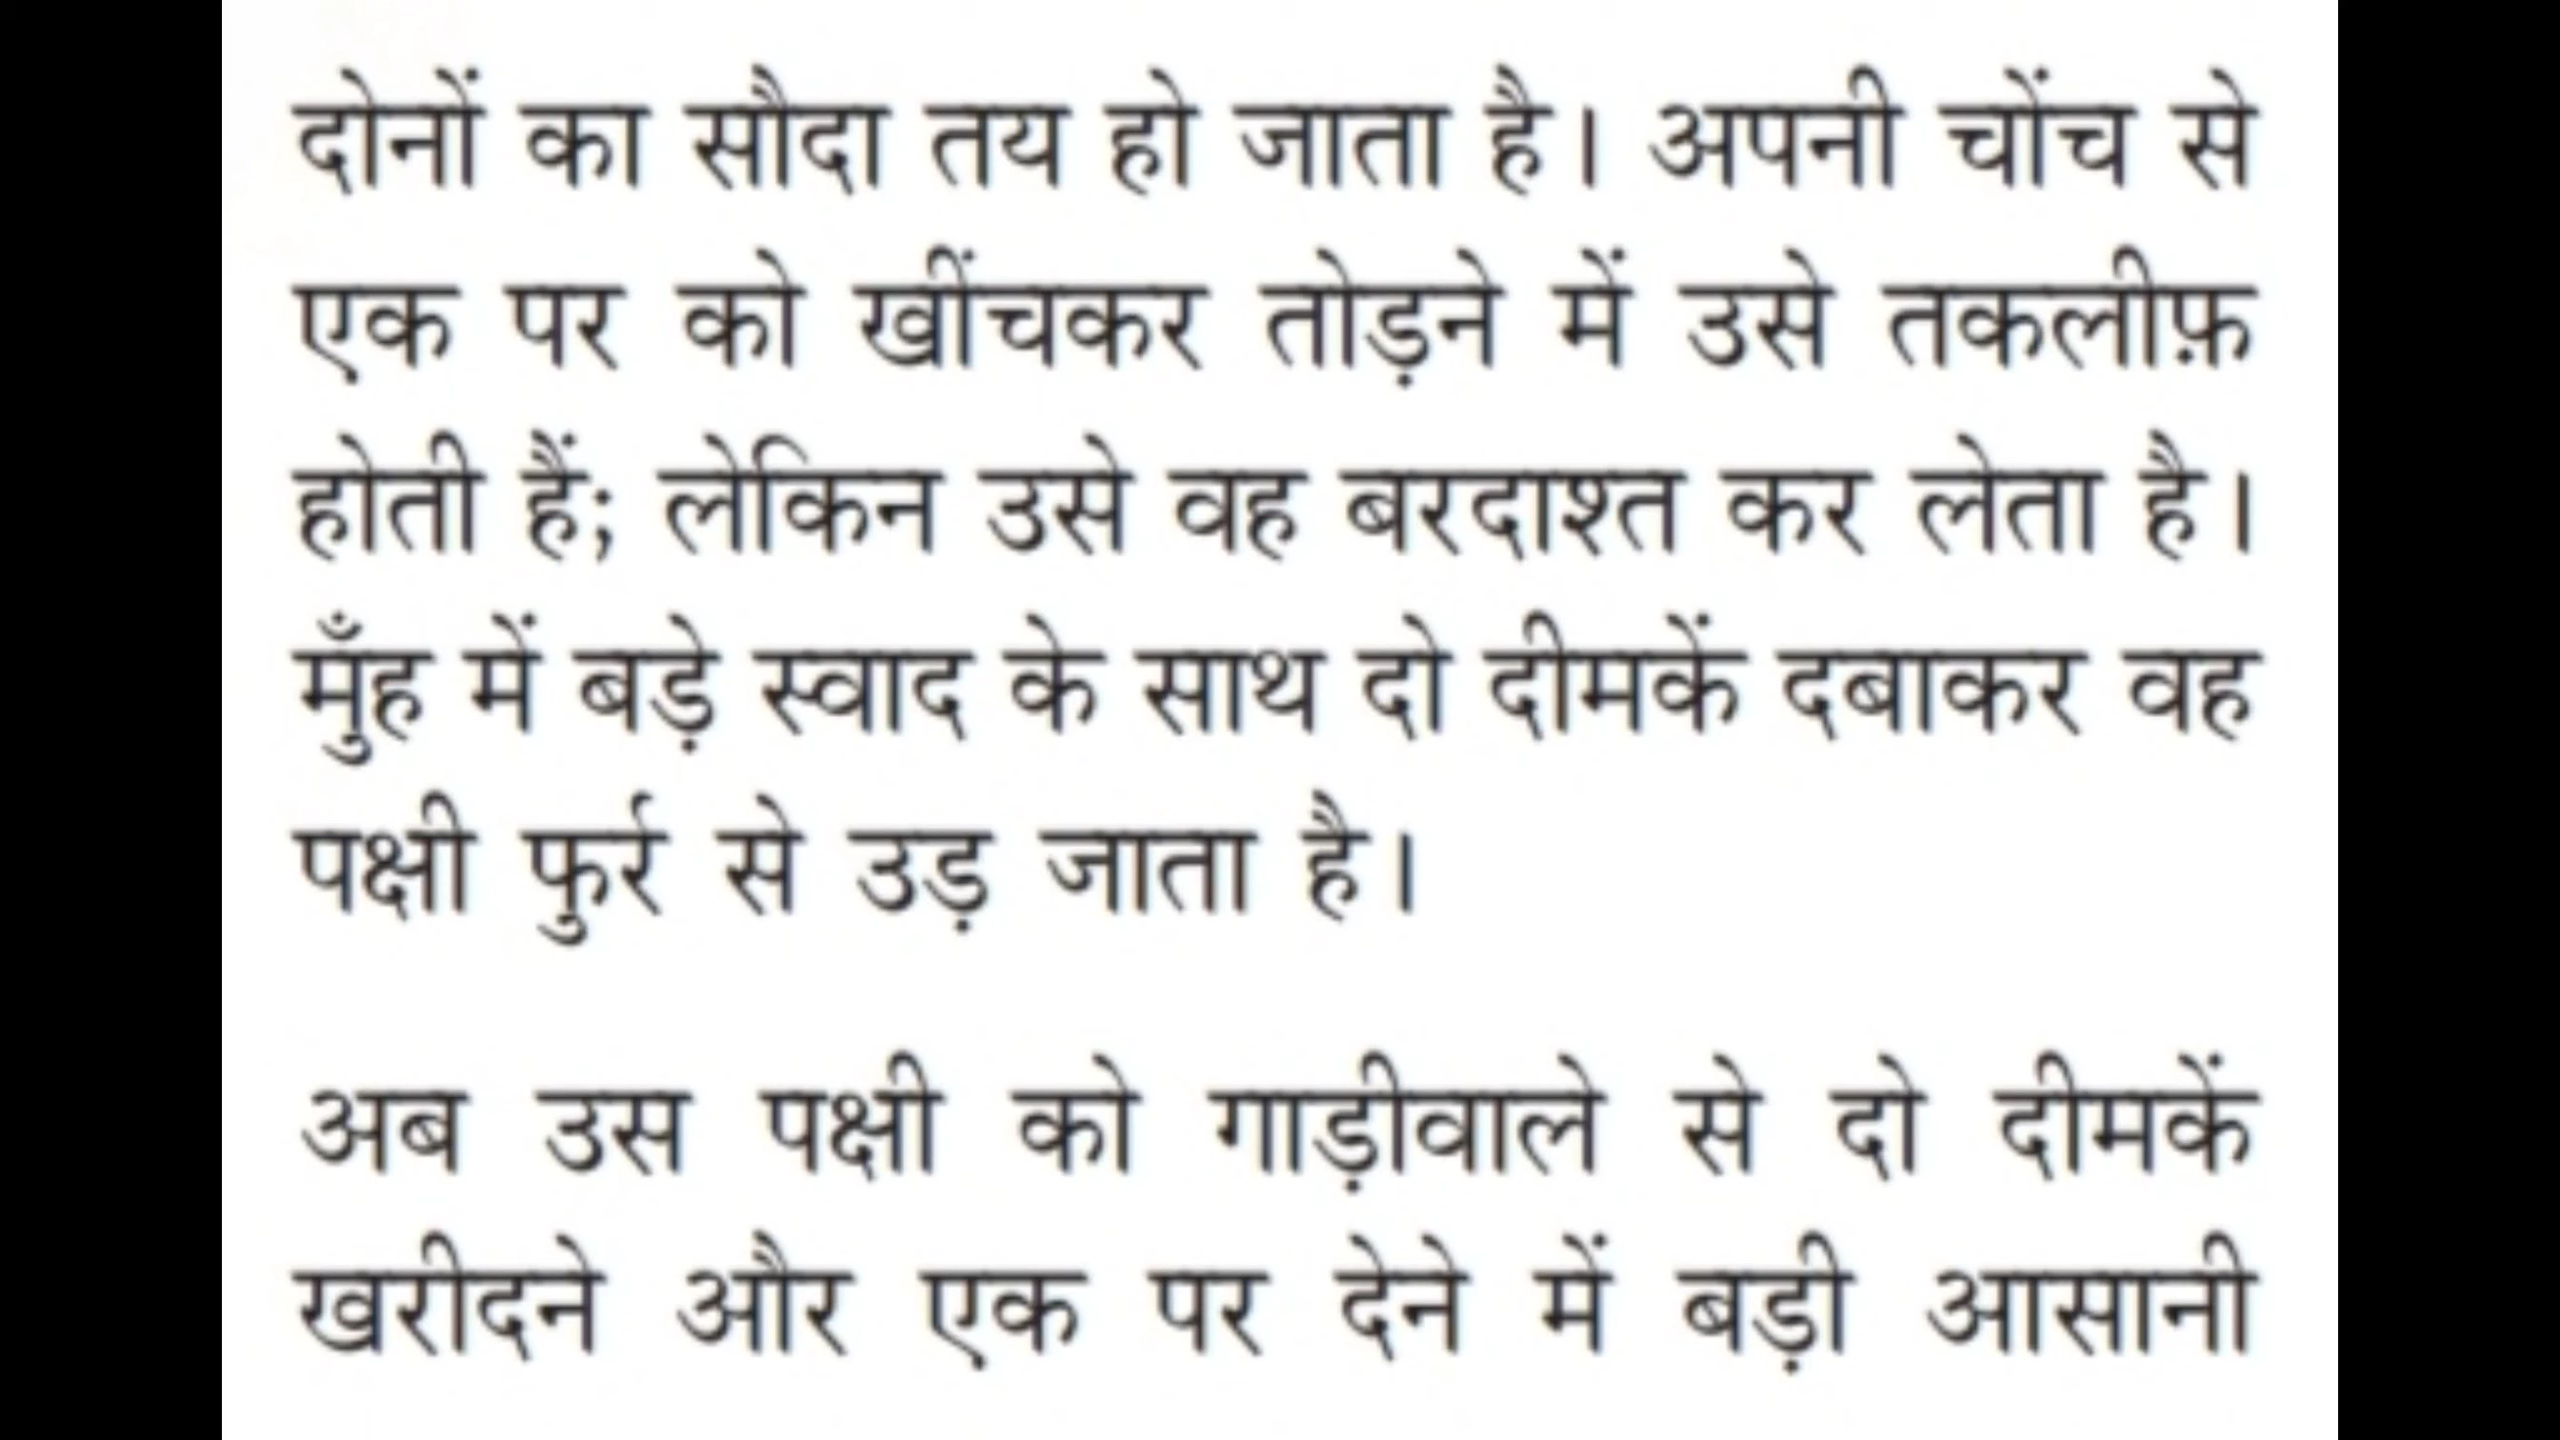 दोनों का सौदा तय हो जाता है। अपनी चोंच से
एक पर को खींचकर तोड़ने में उसे तकलीफ़
होती हैं; लेकिन उसे वह बरदाश्त कर लेता है।
मुँह में बड़े स्वाद के साथ दो दीमकें दबाकर वह
पक्षी फुर्र से उड़ जाता है।
अब उस पक्षी को गाड़ीवाले से दो दीमकें
खरीदने और एक पर देने में बड़ी आसानी